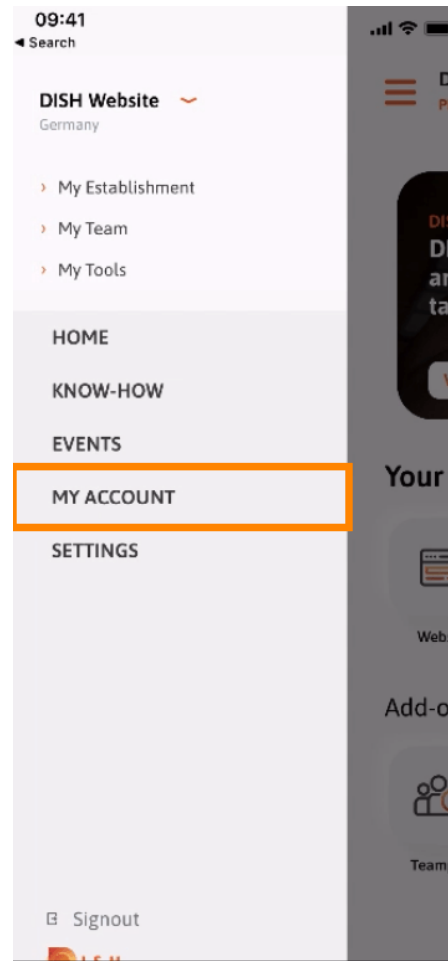 09:41
◀ Search
DISH Website
Germany
› My Establishment
› My Team
› My Tools
HOME
KNOW-HOW
EVENTS
MY ACCOUNT
SETTINGS
Signout
Your
Add-o
Team